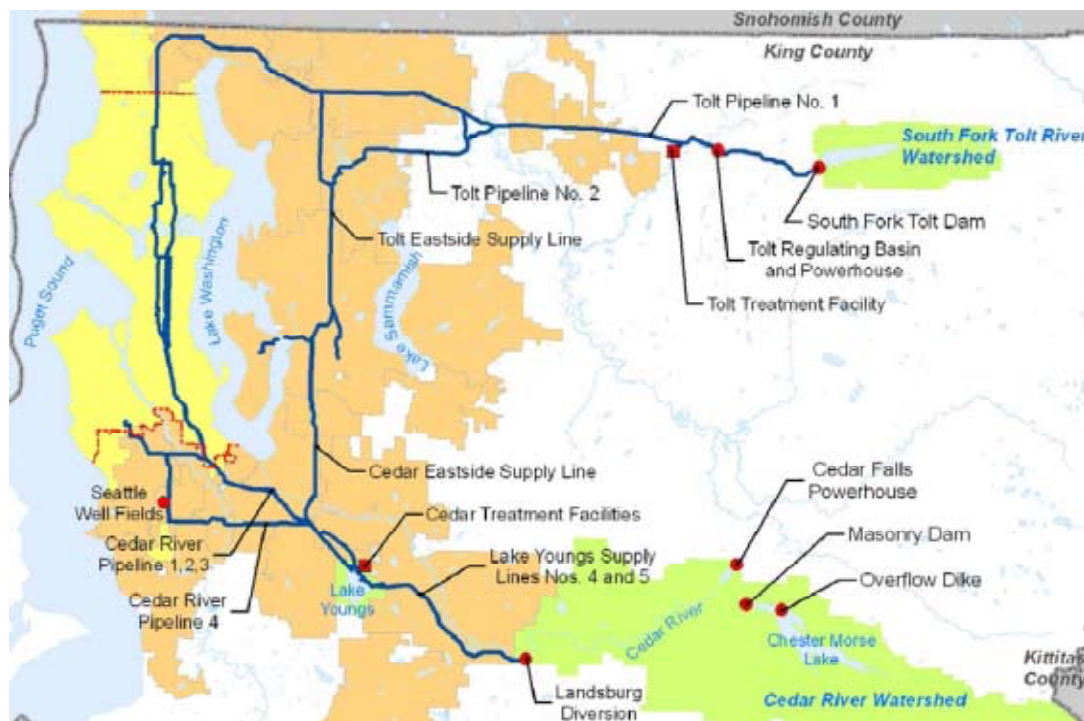 Snohomish County
King County
Tolt Pipeline No. 1
South Fork Tolt River
Watershed
Tolt Pipeline No. 2
South Fork Tolt Dam
Tolt Eastside Supply Line
Tolt Regulating Basin
and Powerhouse
Tolt Treatment Facility
Puget Sound
Lake Washington
Lake Sammamish
Cedar Eastside Supply Line
Cedar Falls
Powerhouse
Seattle
Well Fields
Cedar Treatment Facilities
Masonry Dam
Cedar River
Pipeline 1,2,3
Lake Youngs Supply
Lines Nos. 4 and 5
Overflow Dike
Cedar River
Pipeline 4
Lake
Youngs
Cedar River
Chester Morse
Lake
Kittitas
County
Landsburg
Diversion
Cedar River Watershed